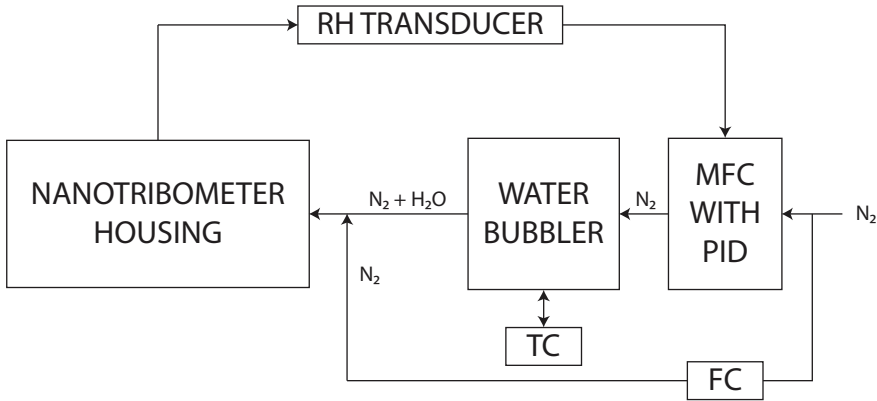 RH TRANSDUCER
NANOTRIBOMETER
HOUSING
N₂ + H₂O
WATER
BUBBLER
N₂
MFC
WITH
PID
N₂
N₂
TC
FC